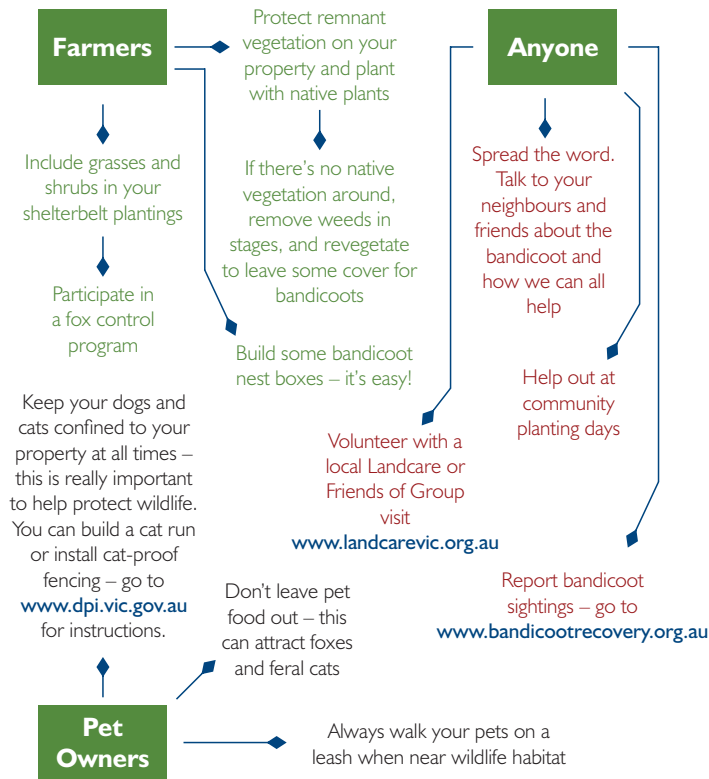 Farmers
Protect remnant
vegetation on your
property and plant
with native plants
If there's no native
vegetation around,
remove weeds in
stages, and revegetate
to leave some cover for
bandicoots
Include grasses and
shrubs in your
shelterbelt plantings
Participate in
a fox control
program
Build some bandicoot
nest boxes – it's easy!
Anyone
Spread the word.
Talk to your
neighbours and
friends about the
bandicoot and
how we can all
help
Help out at
community
planting days
Volunteer with a
local Landcare or
Friends of Group
visit
www.landcarevic.org.au
Report bandicoot
sightings – go to
www.bandicootrecovery.org.au
Keep your dogs and
cats confined to your
property at all times –
this is really important
to help protect wildlife.
You can build a cat run
or install cat-proof
fencing – go to
www.dpi.vic.gov.au
for instructions.
Don't leave pet
food out – this
can attract foxes
and feral cats
Pet
Owners
Always walk your pets on a
leash when near wildlife habitat